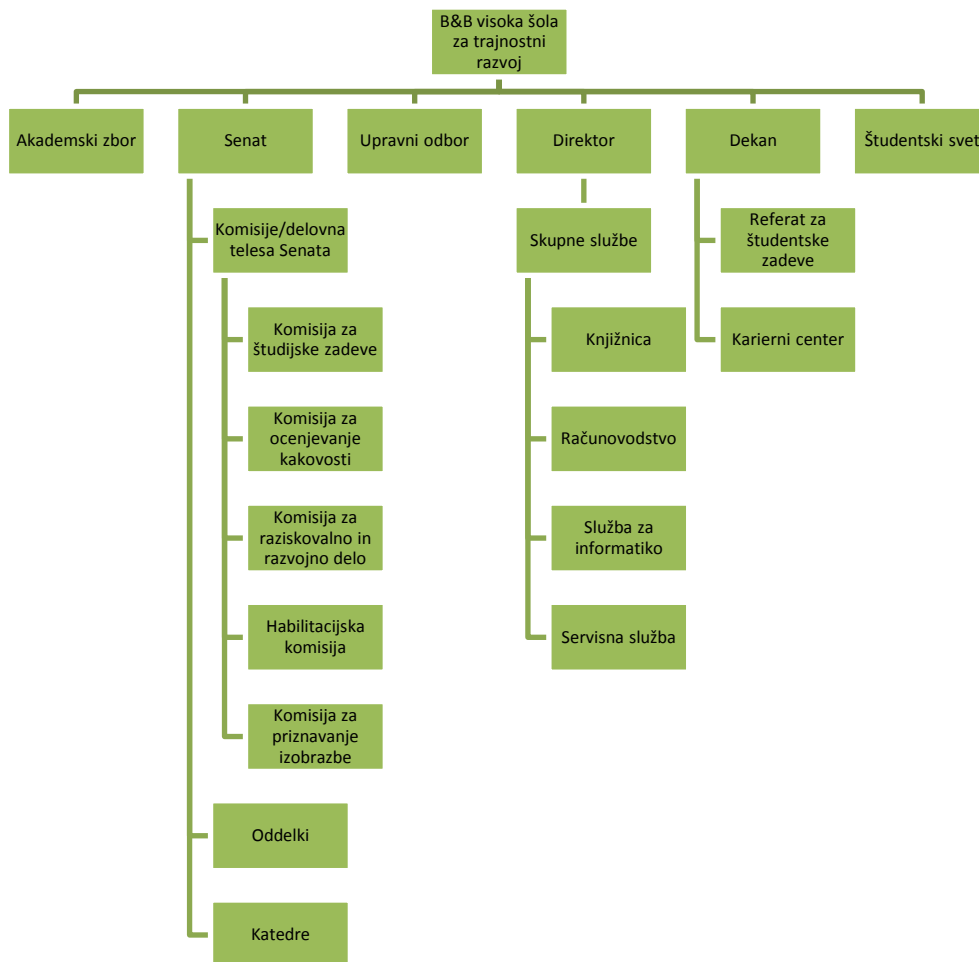 B&B visoka šola
za trajnostni
razvoj
Akademski zbor
Senat
Upravni odbor
Direktor
Dekan
Študentski svet
Komisije/delovna
telesa Senata
Komisija za
študijske zadeve
Komisija za
ocenjevanje
kakovosti
Komisija za
raziskovalno in
razvojno delo
Habilitacijska
komisija
Komisija za
priznavanje
izobrazbe
Oddelki
Katedre
Skupne službe
Knjižnica
Računovodstvo
Služba za
informatiko
Servisna služba
Referat za
študentske
zadeve
Karierni center